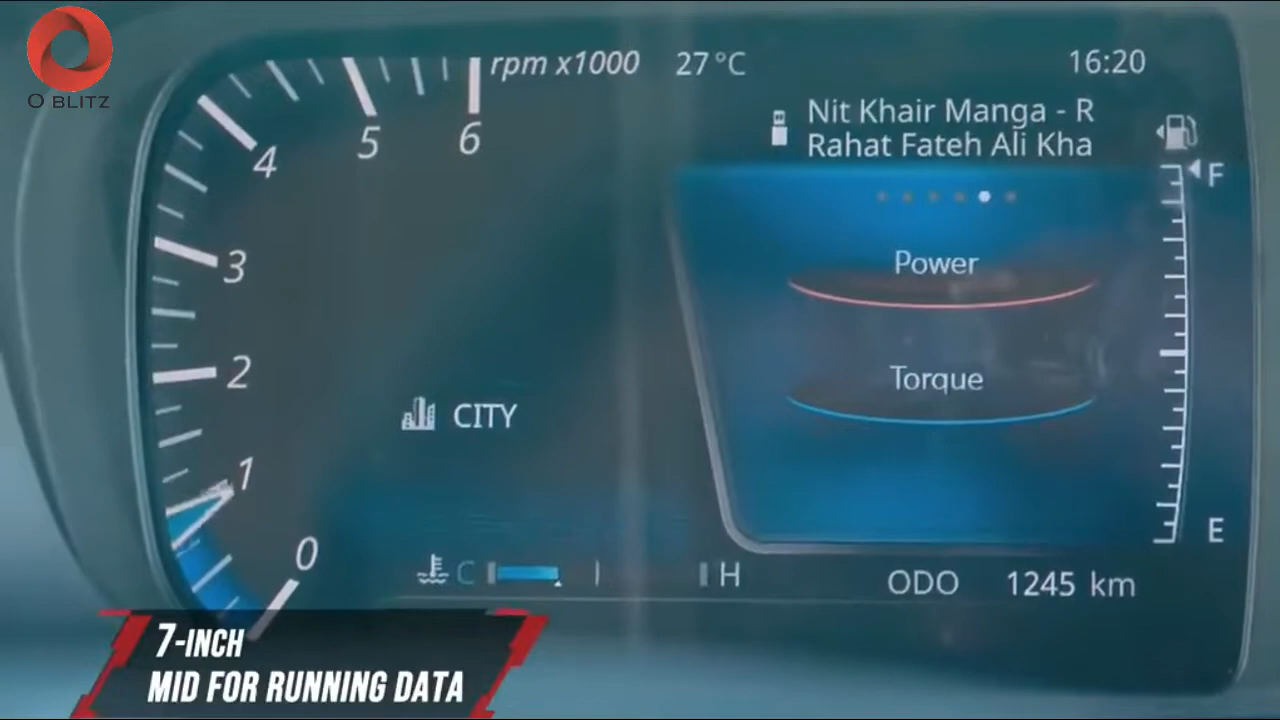 O BLITZ
rpm x1000
27 °C
16:20
Nit Khair Manga - R
Rahat Fateh Ali Kha
6
5
4
3
2
1
0
F
E
Power
Torque
CITY
C
H
ODO 1245 km
7-INCH
MID FOR RUNNING DATA